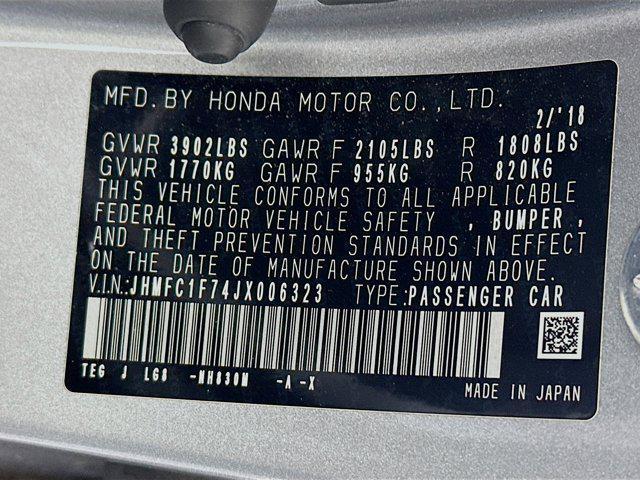 MFD. BY HONDA MOTOR CO., LTD.
2/'18
GVWR 3902LBS GAWR F 2105LBS R 1808LBS
GVWR 1770KG GAWR F 955KG R 820KG
THIS VEHICLE CONFORMS TO ALL APPLICABLE
FEDERAL MOTOR VEHICLE SAFETY , BUMPER ,
AND THEFT PREVENTION STANDARDS IN EFFECT
ON THE DATE OF MANUFACTURE SHOWN ABOVE.
V.IN.:JHMFC1F74JX006323 TYPE:PASSENGER CAR
TEG J LG8 -NH830M -A-X
MADE IN JAPAN